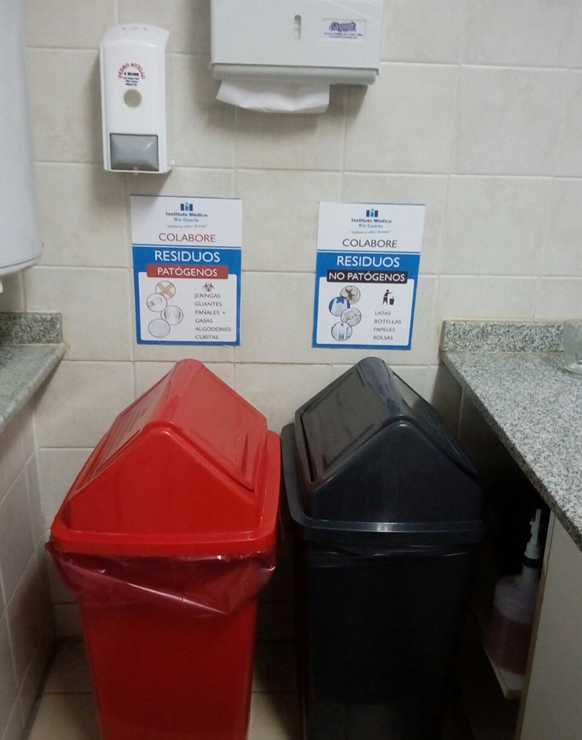 Instituto Médico
Río Cuarto
COLABORE
RESIDUOS
PATÓGENOS
JERINGAS
GUANTES
PAÑALES
GASAS
ALGODONES
CURITAS
Instituto Médico
Río Cuarto
COLABORE
RESIDUOS
NO PATÓGENOS
LATAS
BOTELLAS
PAPELES
BOLSAS